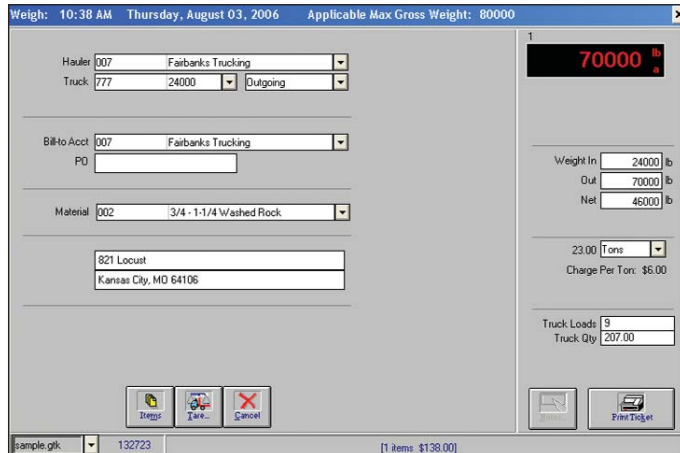 Weigh: 10:38 AM Thursday, August 03, 2006 Applicable Max Gross Weight: 80000
1
70000 lb
a
Hauler 007 Fairbanks Trucking
Truck 777 24000 Outgoing
Bill-to Acct 007 Fairbanks Trucking
PO
Weight In 24000 lb
Out 70000 lb
Net 46000 lb
Material 002 3/4 - 1-1/4 Washed Rock
821 Locust
Kansas City, MO 64106
23.00 Tons
Charge Per Ton: $6.00
Truck Loads 9
Truck Qty 207.00
Items Tare... Cancel
Print Ticket
sample.gtk 132723 [1 items $138.00]